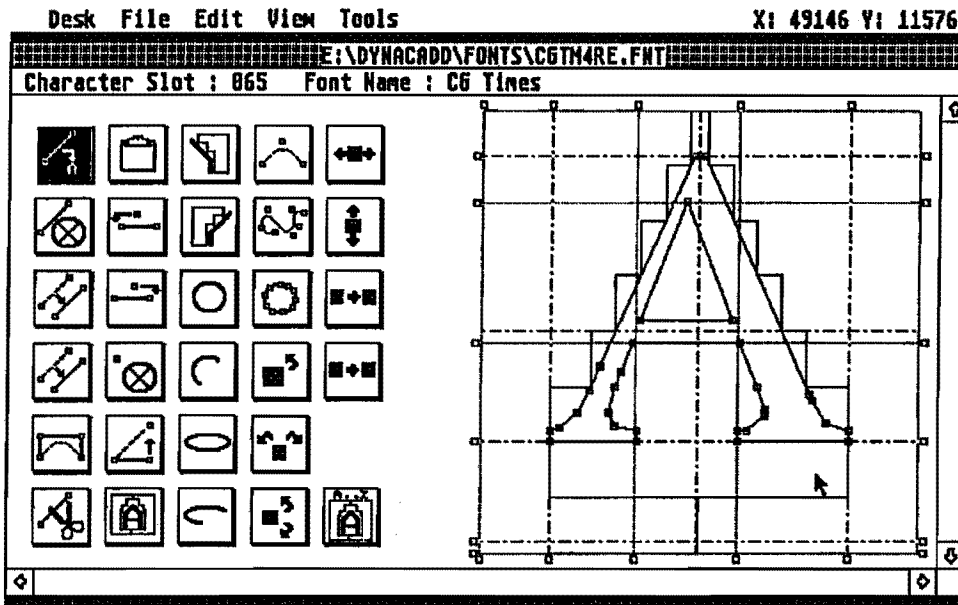 Desk File Edit View Tools X: 49146 Y: 11576
E:\DYNACADD\FONTS\CGTM4RE.FNT
Character Slot : 065 Font Name : CG Times
A..X
A A